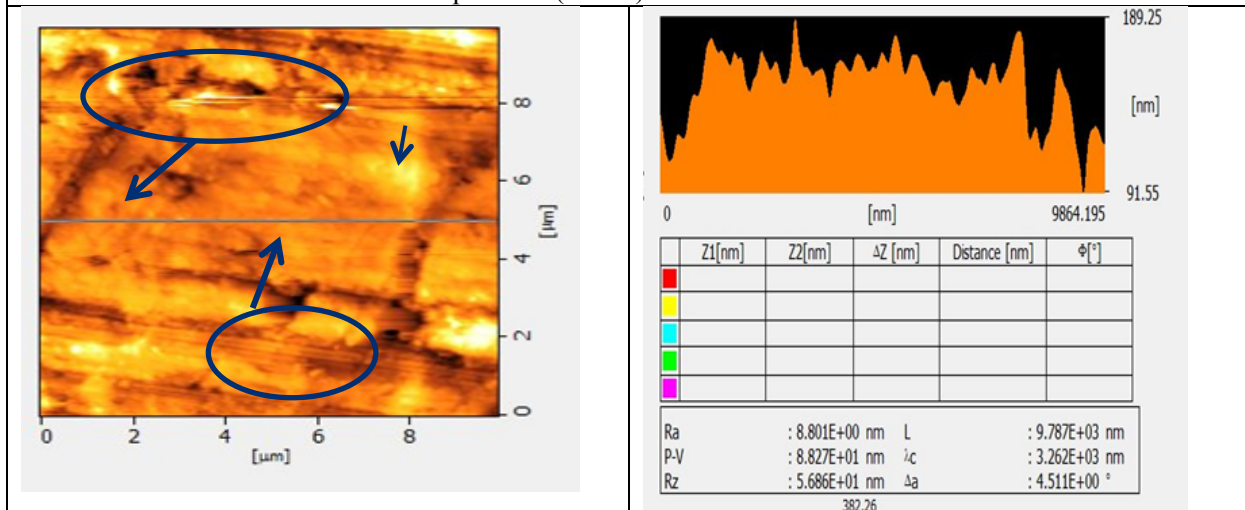 8
6
[μm]
4
2
0
0 2 4 6 8
[μm]
189.25
[nm]
91.55
0 [nm] 9864.195
Z1[nm] Z2[nm] ΔZ [nm] Distance [nm] Φ[°]
Ra : 8.801E+00 nm L : 9.787E+03 nm
P-V : 8.827E+01 nm λc : 3.262E+03 nm
Rz : 5.686E+01 nm Δa : 4.511E+00 °
382.26